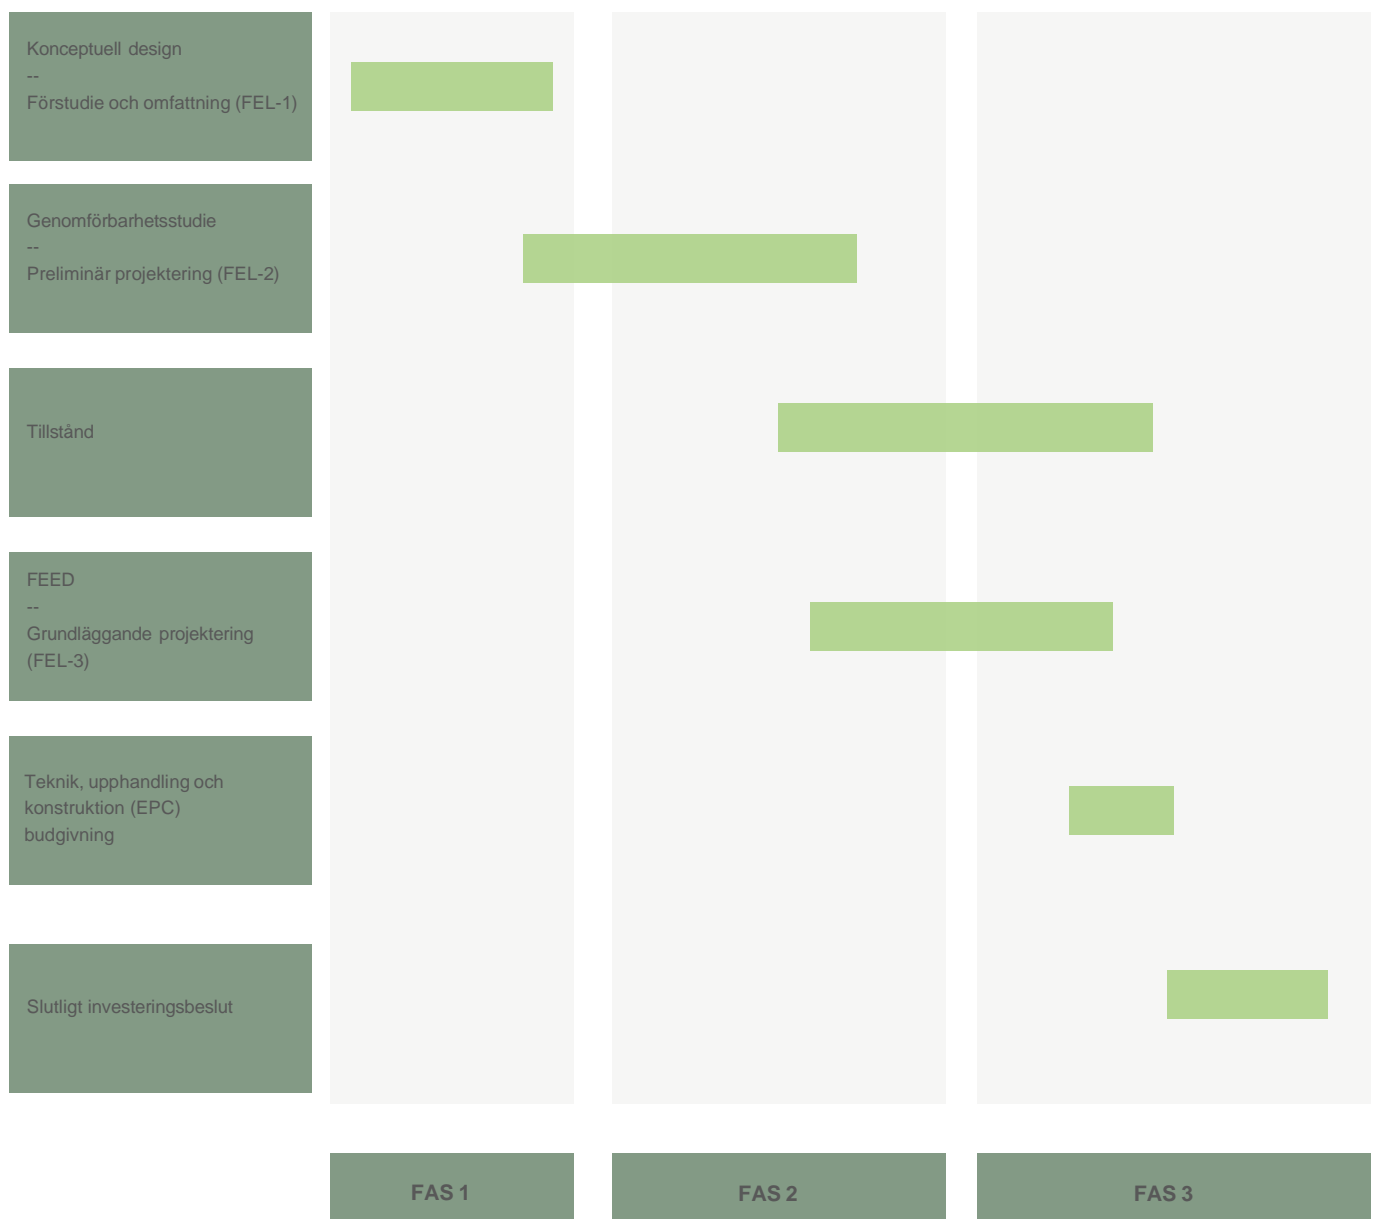 Konceptuell design
--
Förstudie och omfattning (FEL-1)
Genomförbarhetsstudie
--
Preliminär projektering (FEL-2)
Tillstånd
FEED
--
Grundläggande projektering
(FEL-3)
Teknik, upphandling och
konstruktion (EPC)
budgivning
Slutligt investeringsbeslut
FAS 1
FAS 2
FAS 3